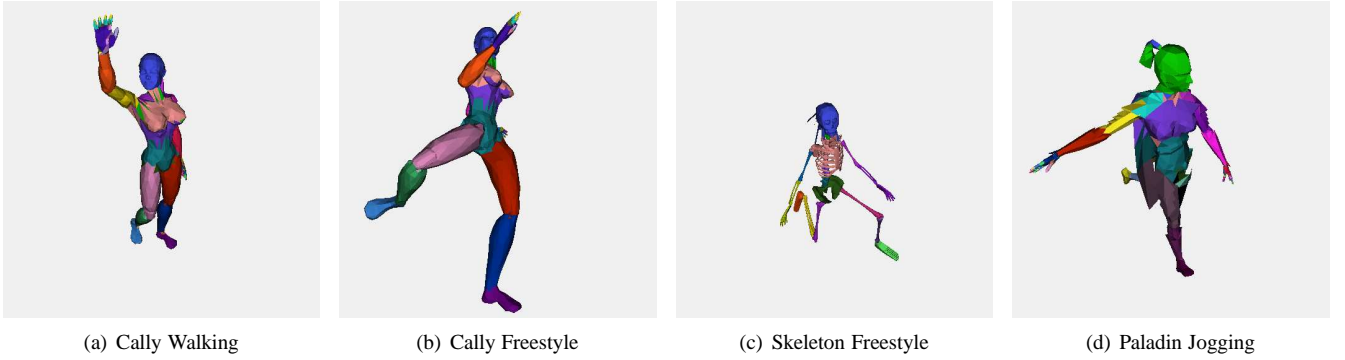 (a) Cally Walking
(b) Cally Freestyle
(c) Skeleton Freestyle
(d) Paladin Jogging